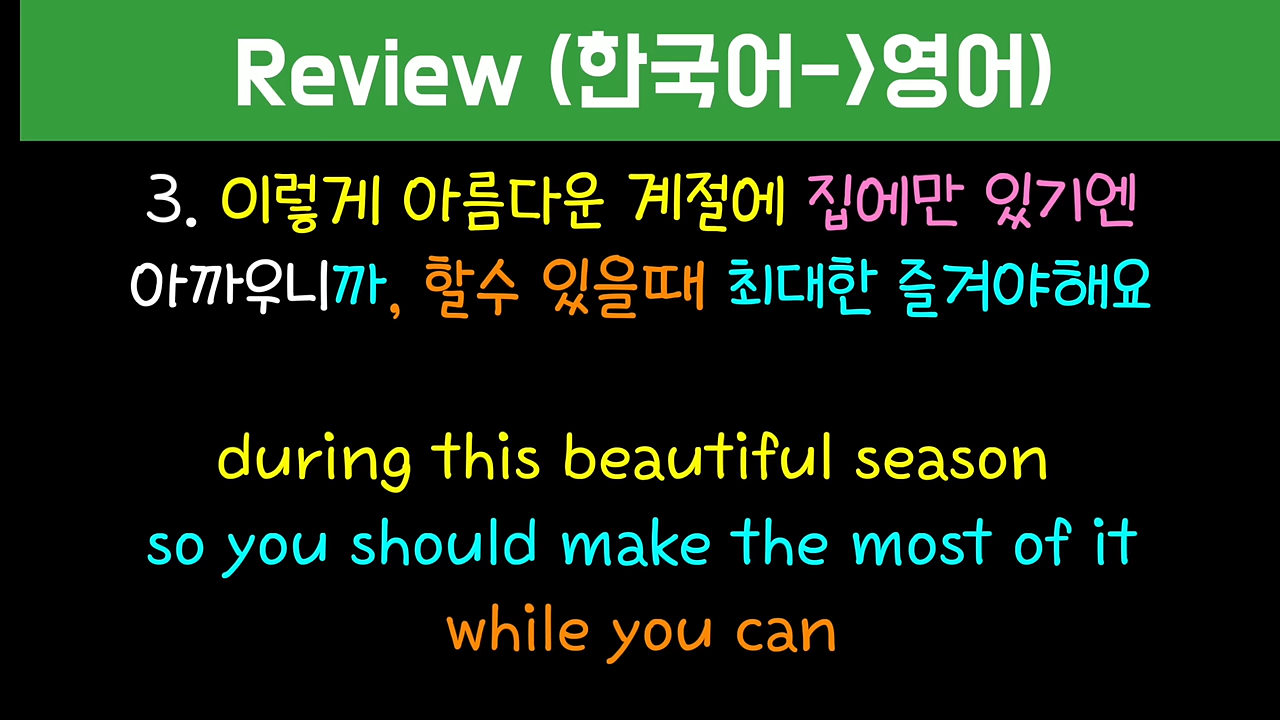 Review (한국어->영어)
3. 이렇게 아름다운 계절에 집에만 있기엔
아까우니까, 할수 있을때 최대한 즐겨야해요
during this beautiful season
so you should make the most of it
while you can